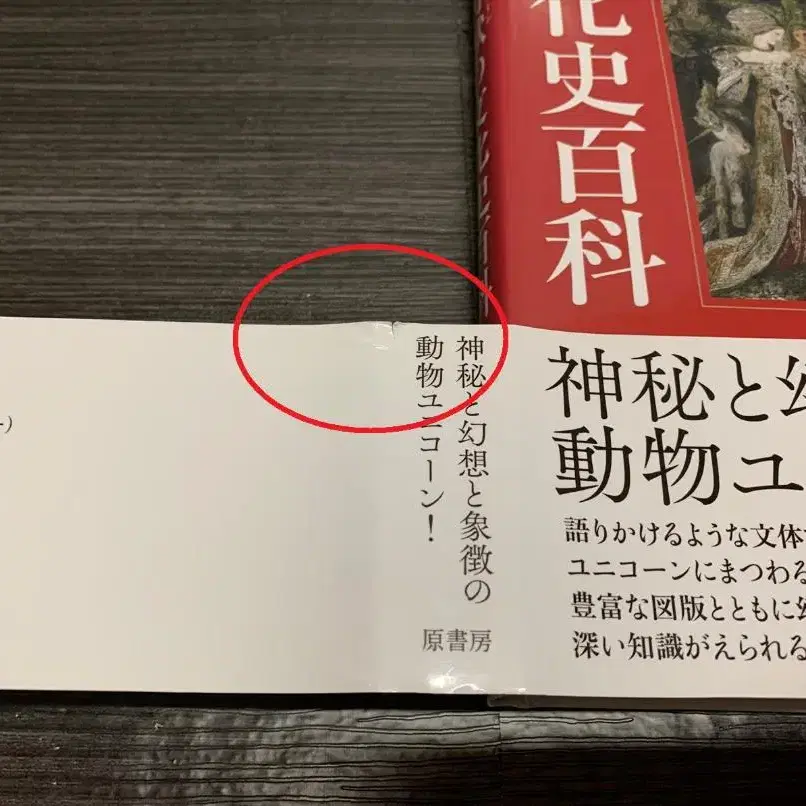 化史百科
神秘と幻想と象徴の
動物ユニコーン!
原書房
神秘と幻
動物ユ
語りかけるような文体
ユニコーンにまつわる
豊富な図版とともに幻
深い知識がえられる